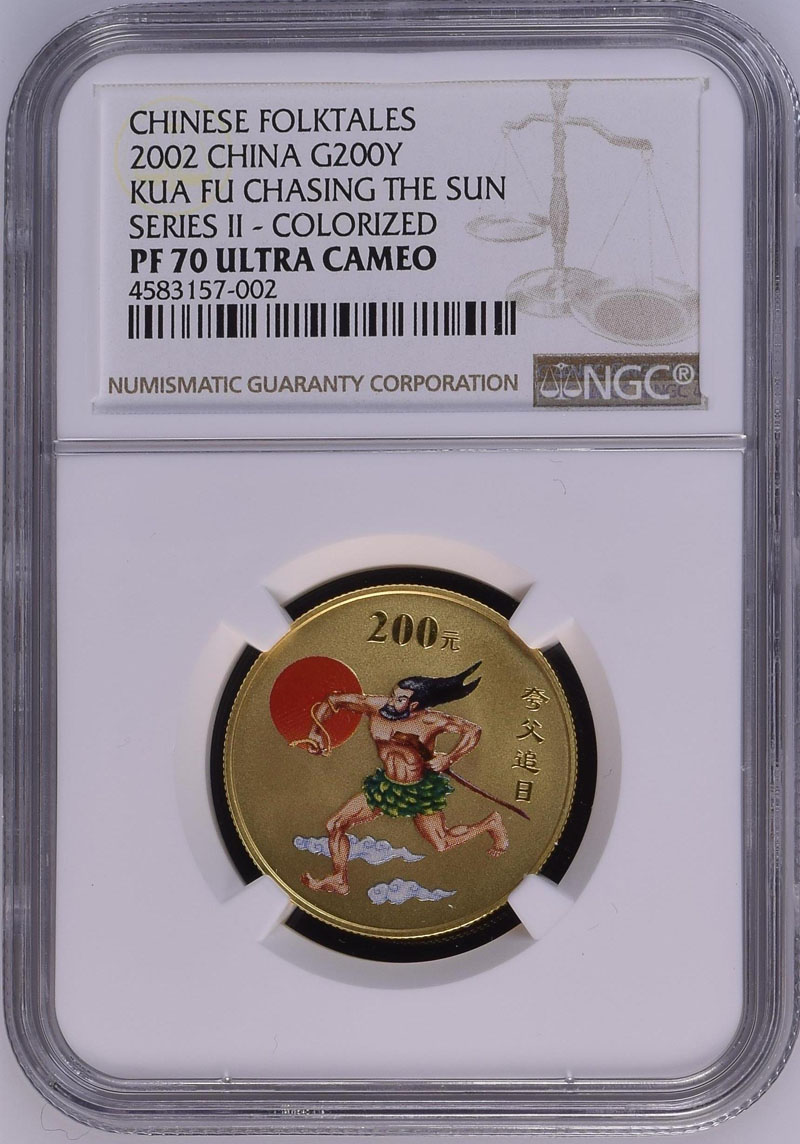 CHINESE FOLKTALES
2002 CHINA G200Y
KUA FU CHASING THE SUN
SERIES II - COLORIZED
PF 70 ULTRA CAMEO
4583157-002
NUMISMATIC GUARANTY CORPORATION
NGC®
200元
夸父追日